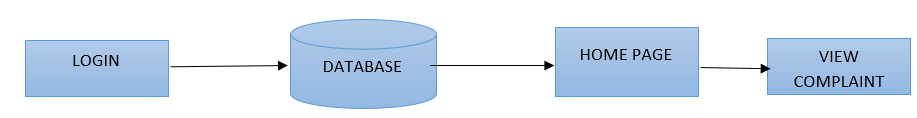 LOGIN
DATABASE
HOME PAGE
VIEW
COMPLAINT